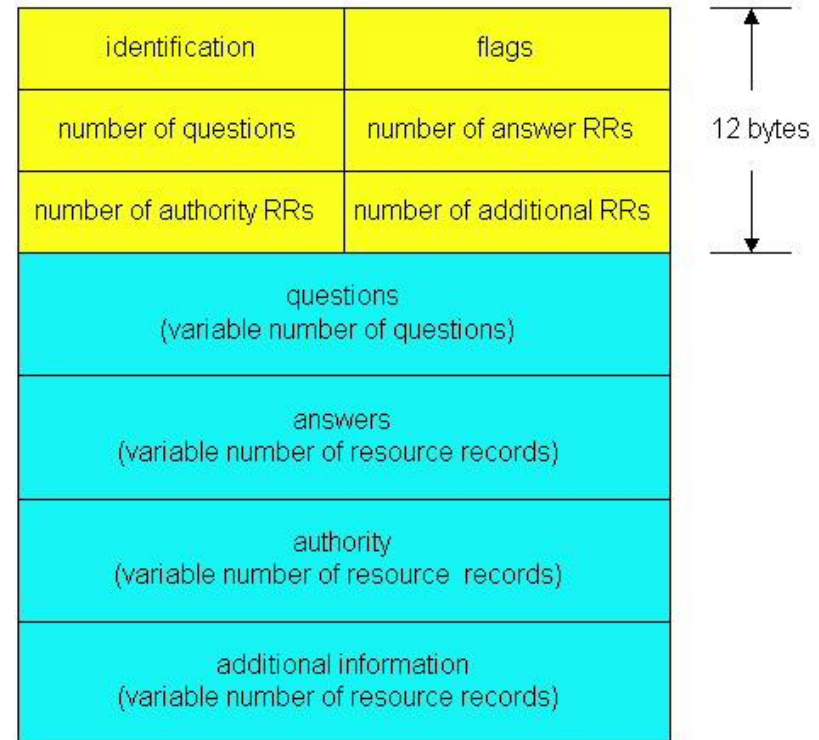 identification
flags
number of questions
number of answer RRs
12 bytes
number of authority RRs
number of additional RRs
questions
(variable number of questions)
answers
(variable number of resource records)
authority
(variable number of resource records)
additional information
(variable number of resource records)